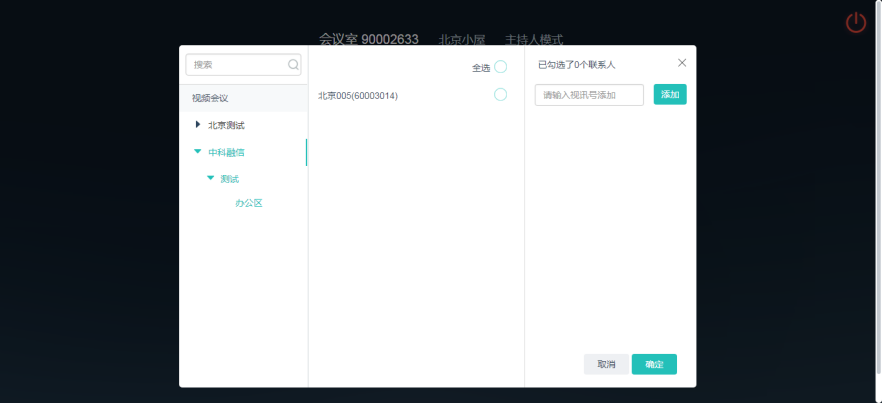 会议室 90002633 北京小屋 主持人模式
搜索
视频会议
北京测试
中科融信
测试
办公区
全选
北京005(60003014)
已勾选了0个联系人
请输入视讯号添加 添加
取消 确定